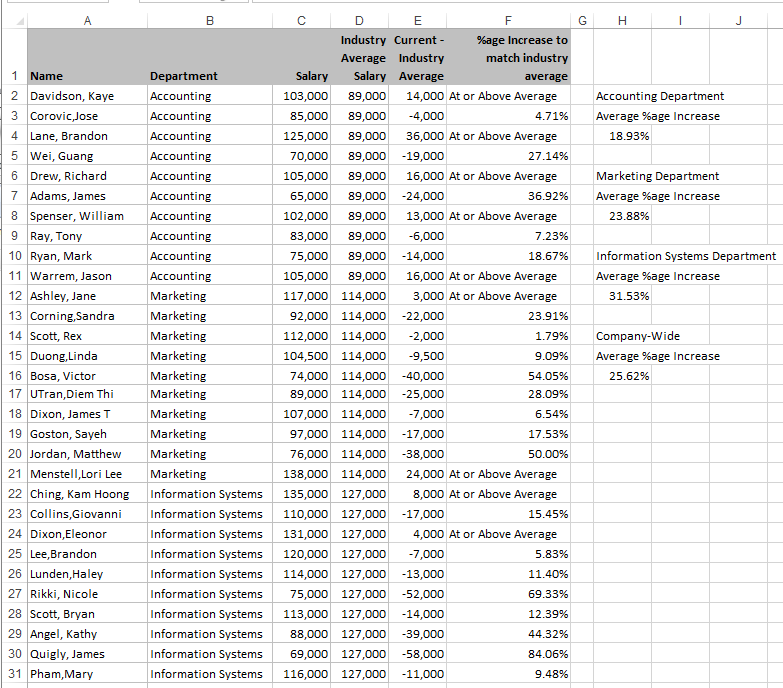 A B C D E F G H I J
Industry Current - %age Increase to
Average Industry match industry
1 Name Department Salary Salary Average average
2 Davidson, Kaye Accounting 103,000 89,000 14,000 At or Above Average Accounting Department
3 Corovic,Jose Accounting 85,000 89,000 -4,000 4.71% Average %age Increase
4 Lane, Brandon Accounting 125,000 89,000 36,000 At or Above Average 18.93%
5 Wei, Guang Accounting 70,000 89,000 -19,000 27.14%
6 Drew, Richard Accounting 105,000 89,000 16,000 At or Above Average Marketing Department
7 Adams, James Accounting 65,000 89,000 -24,000 36.92% Average %age Increase
8 Spenser, William Accounting 102,000 89,000 13,000 At or Above Average 23.88%
9 Ray, Tony Accounting 83,000 89,000 -6,000 7.23%
10 Ryan, Mark Accounting 75,000 89,000 -14,000 18.67% Information Systems Department
11 Warrem, Jason Accounting 105,000 89,000 16,000 At or Above Average Average %age Increase
12 Ashley, Jane Marketing 117,000 114,000 3,000 At or Above Average 31.53%
13 Corning,Sandra Marketing 92,000 114,000 -22,000 23.91%
14 Scott, Rex Marketing 112,000 114,000 -2,000 1.79% Company-Wide
15 Duong,Linda Marketing 104,500 114,000 -9,500 9.09% Average %age Increase
16 Bosa, Victor Marketing 74,000 114,000 -40,000 54.05% 25.62%
17 UTran,Diem Thi Marketing 89,000 114,000 -25,000 28.09%
18 Dixon, James T Marketing 107,000 114,000 -7,000 6.54%
19 Goston, Sayeh Marketing 97,000 114,000 -17,000 17.53%
20 Jordan, Matthew Marketing 76,000 114,000 -38,000 50.00%
21 Menstell,Lori Lee Marketing 138,000 114,000 24,000 At or Above Average
22 Ching, Kam Hoong Information Systems 135,000 127,000 8,000 At or Above Average
23 Collins,Giovanni Information Systems 110,000 127,000 -17,000 15.45%
24 Dixon,Eleonor Information Systems 131,000 127,000 4,000 At or Above Average
25 Lee,Brandon Information Systems 120,000 127,000 -7,000 5.83%
26 Lunden,Haley Information Systems 114,000 127,000 -13,000 11.40%
27 Rikki, Nicole Information Systems 75,000 127,000 -52,000 69.33%
28 Scott, Bryan Information Systems 113,000 127,000 -14,000 12.39%
29 Angel, Kathy Information Systems 88,000 127,000 -39,000 44.32%
30 Quigly, James Information Systems 69,000 127,000 -58,000 84.06%
31 Pham,Mary Information Systems 116,000 127,000 -11,000 9.48%